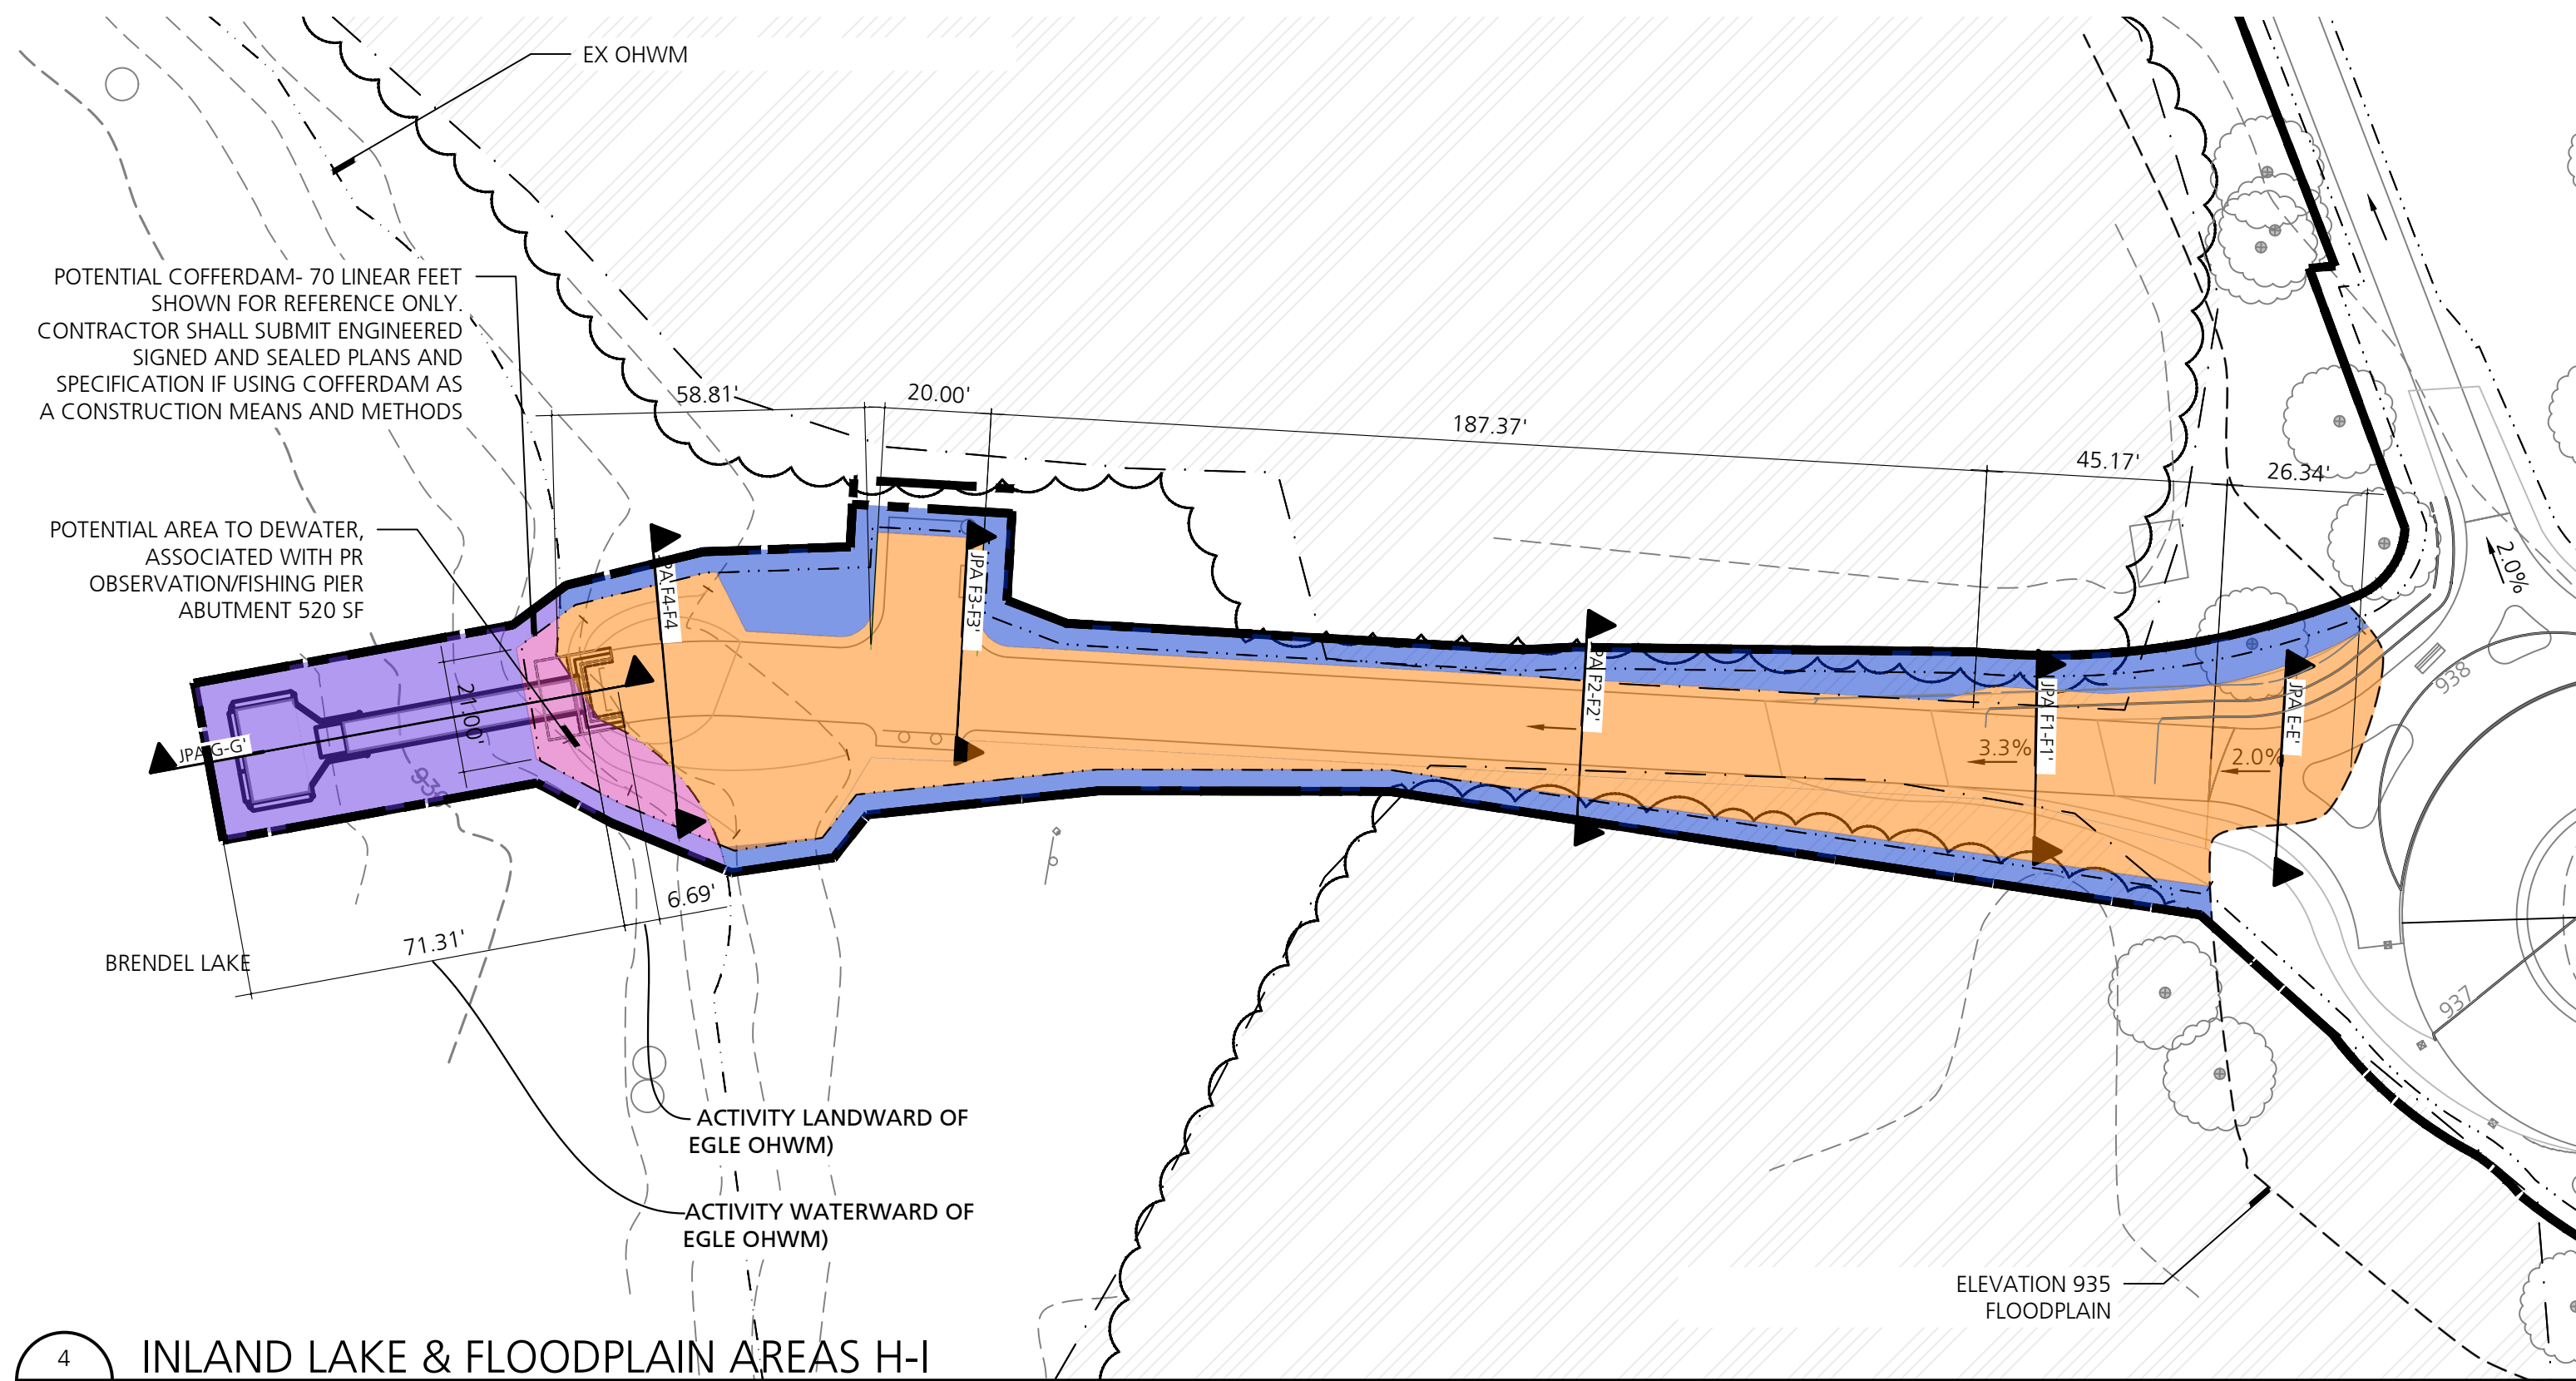 EX OHWM
POTENTIAL COFFERDAM- 70 LINEAR FEET
SHOWN FOR REFERENCE ONLY.
CONTRACTOR SHALL SUBMIT ENGINEERED
SIGNED AND SEALED PLANS AND
SPECIFICATION IF USING COFFERDAM AS
A CONSTRUCTION MEANS AND METHODS
58.81'
20.00'
187.37'
45.17'
26.34'
POTENTIAL AREA TO DEWATER,
ASSOCIATED WITH PR
OBSERVATION/FISHING PIER
ABUTMENT 520 SF
PA F4-F4
JPA F3-F3'
PA F2-F2'
JPA F1-F1'
JPA E-E'
2.0%
938
21.00'
JPA G-G'
3.3%
2.0%
6.69'
71.31'
BRENDEL LAKE
937
ACTIVITY LANDWARD OF
EGLE OHWM)
ACTIVITY WATERWARD OF
EGLE OHWM)
ELEVATION 935
FLOODPLAIN
4
INLAND LAKE & FLOODPLAIN AREAS H-I